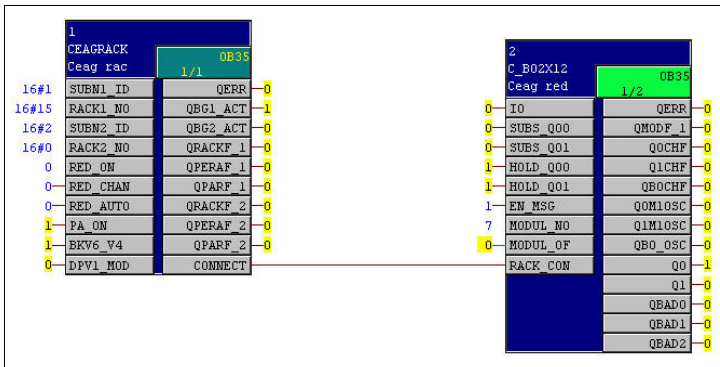 1
CEAGRACK
Ceag rac
OB35
1/1
16#1 SUBN1_ID QERR 0
16#15 RACK1_NO QBG1_ACT 1
16#2 SUBN2_ID QBG2_ACT 0
16#0 RACK2_NO QRACKF_1 0
0 RED_ON QPERAF_1 0
0 RED_CHAN QPARF_1 0
0 RED_AUTO QRACKF_2 0
1 PA_ON QPERAF_2 0
1 BKV6_V4 QPARF_2 0
0 DPV1_MOD CONNECT
2
C_BO2X12
Ceag red
OB35
1/2
0 IO QERR 0
0 SUBS_Q00 QMODF_1 0
0 SUBS_Q01 Q0CHF 0
1 HOLD_Q00 Q1CHF 0
1 HOLD_Q01 QB0CHF 0
1 EN_MSG Q0M1OSC 0
7 MODUL_NO Q1M1OSC 0
0 MODUL_OF QB0_OSC 0
RACK_CON Q0 1
Q1 0
QBAD0 0
QBAD1 0
QBAD2 0